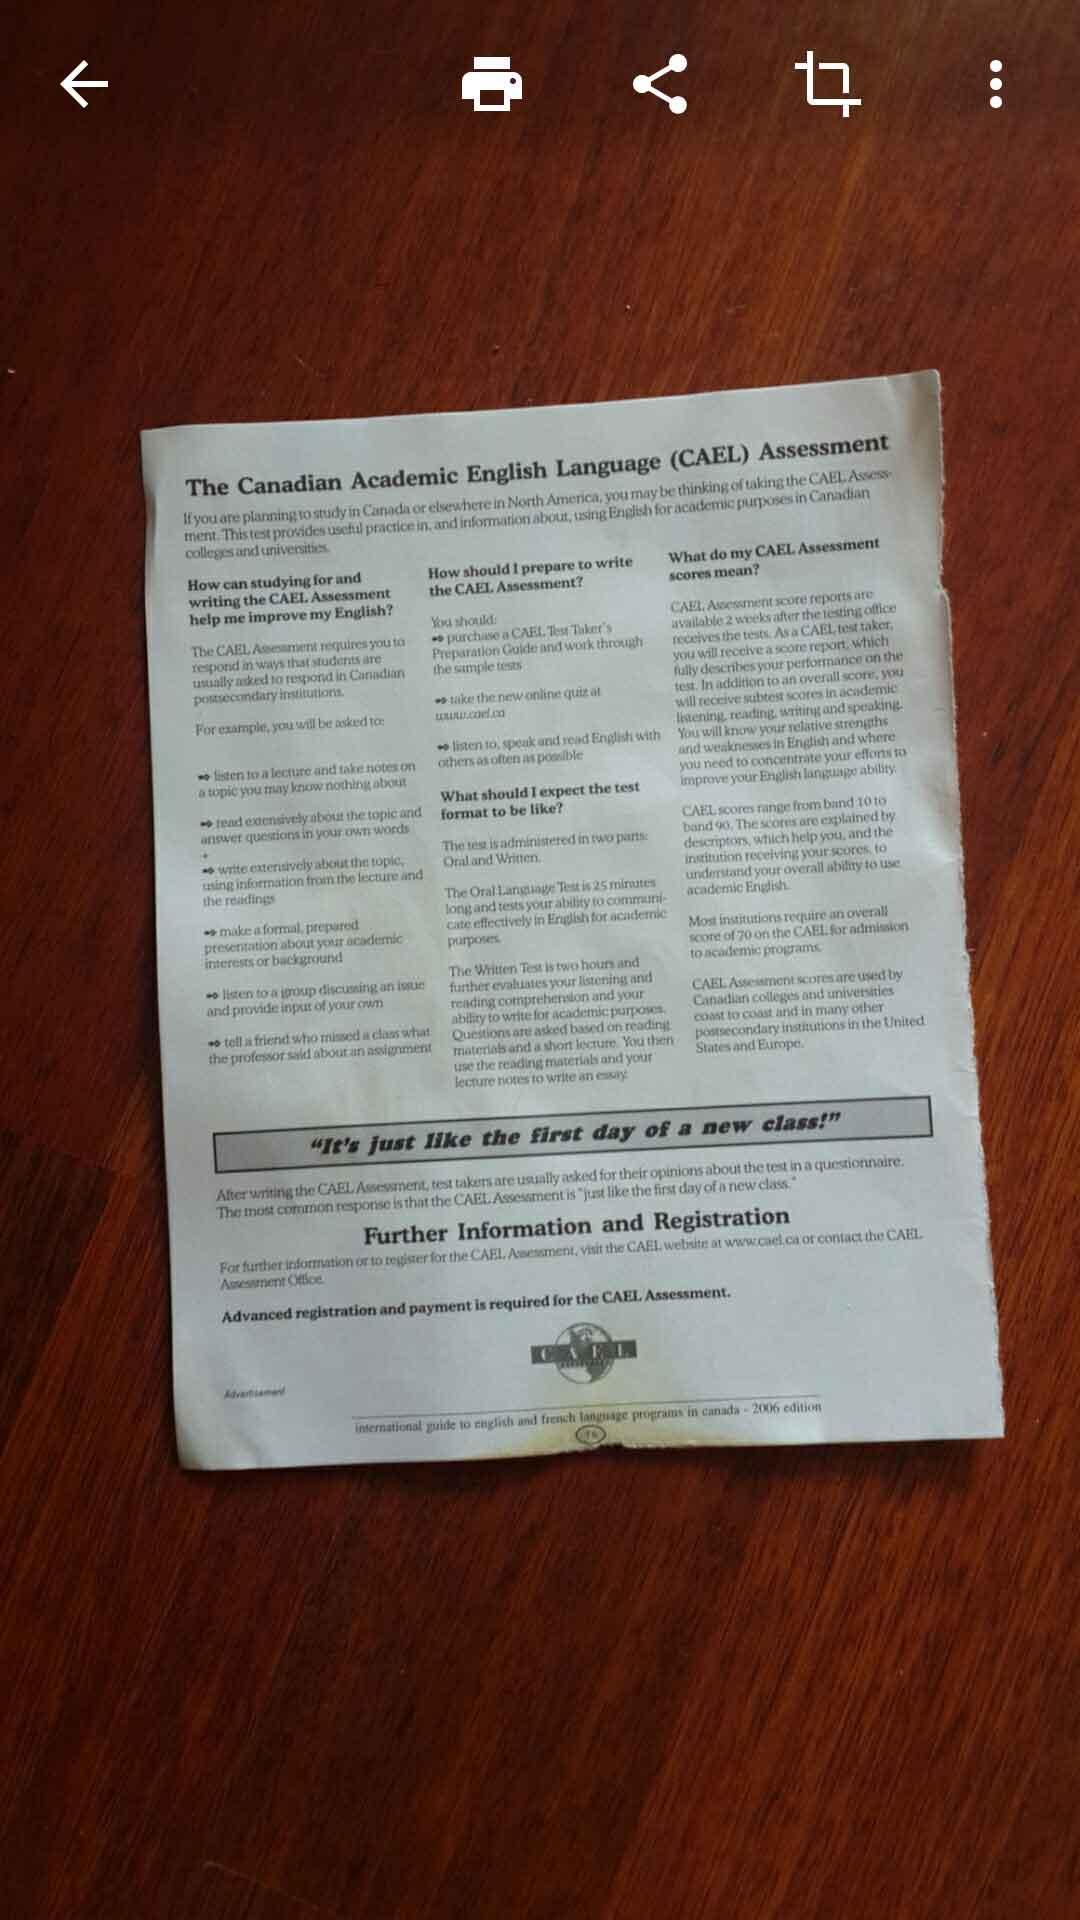 The Canadian Academic English Language (CAEL) Assessment
If you are planning to study in Canada or elsewhere in North America, you may be thinking of taking the CAEL Assess-
ment. This test provides useful practice in, and information about, using English for academic purposes in Canadian
colleges and universities.
How can studying for and
writing the CAEL Assessment
help me improve my English?
The CAEL Assessment requires you to
respond in ways that students are
usually asked to respond in Canadian
postsecondary institutions.
For example, you will be asked to:
➺ listen to a lecture and take notes on
a topic you may know nothing about
➺ read extensively about the topic and
answer questions in your own words
➺ write extensively about the topic,
using information from the lecture and
the readings
➺ make a formal, prepared
presentation about your academic
interests or background
➺ listen to a group discussing an issue
and provide input of your own
➺ tell a friend who missed a class what
the professor said about an assignment
How should I prepare to write
the CAEL Assessment?
You should:
➺ purchase a CAEL Test Taker's
Preparation Guide and work through
the sample tests
➺ take the new online quiz at
www.cael.ca
➺ listen to, speak and read English with
others as often as possible
What should I expect the test
format to be like?
The test is administered in two parts:
Oral and Written.
The Oral Language Test is 25 minutes
long and tests your ability to communi-
cate effectively in English for academic
purposes.
The Written Test is two hours and
further evaluates your listening and
reading comprehension and your
ability to write for academic purposes.
Questions are asked based on reading
materials and a short lecture. You then
use the reading materials and your
lecture notes to write an essay.
What do my CAEL Assessment
scores mean?
CAEL Assessment score reports are
available 2 weeks after the testing office
receives the tests. As a CAEL test taker,
you will receive a score report, which
fully describes your performance on the
test. In addition to an overall score, you
will receive subtest scores in academic
listening, reading, writing and speaking.
You will know your relative strengths
and weaknesses in English and where
you need to concentrate your efforts to
improve your English language ability.
CAEL scores range from band 10 to
band 90. The scores are explained by
descriptors, which help you, and the
institution receiving your scores, to
understand your overall ability to use
academic English.
Most institutions require an overall
score of 70 on the CAEL for admission
to academic programs.
CAEL Assessment scores are used by
Canadian colleges and universities
coast to coast and in many other
postsecondary institutions in the United
States and Europe.
"It's just like the first day of a new class!"
After writing the CAEL Assessment, test takers are usually asked for their opinions about the test in a questionnaire.
The most common response is that the CAEL Assessment is "just like the first day of a new class."
Further Information and Registration
For further information or to register for the CAEL Assessment, visit the CAEL website at www.cael.ca or contact the CAEL
Assessment Office.
Advanced registration and payment is required for the CAEL Assessment.
CAEL
Advertisement
international guide to english and french language programs in canada - 2006 edition